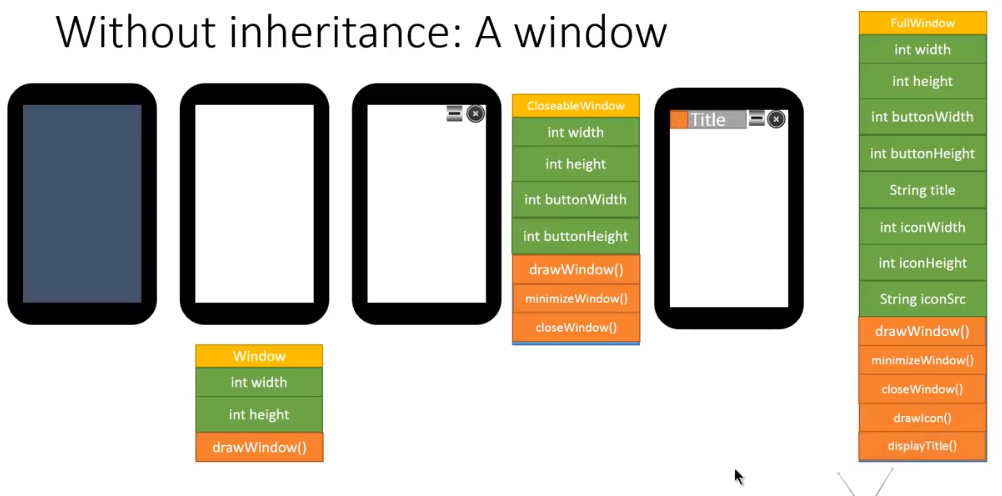 Without inheritance: A window
Window
int width
int height
drawWindow()
CloseableWindow
int width
int height
int buttonWidth
int buttonHeight
drawWindow()
minimizeWindow()
closeWindow()
Title
FullWindow
int width
int height
int buttonWidth
int buttonHeight
String title
int iconWidth
int iconHeight
String iconSrc
drawWindow()
minimizeWindow()
closeWindow()
drawIcon()
displayTitle()